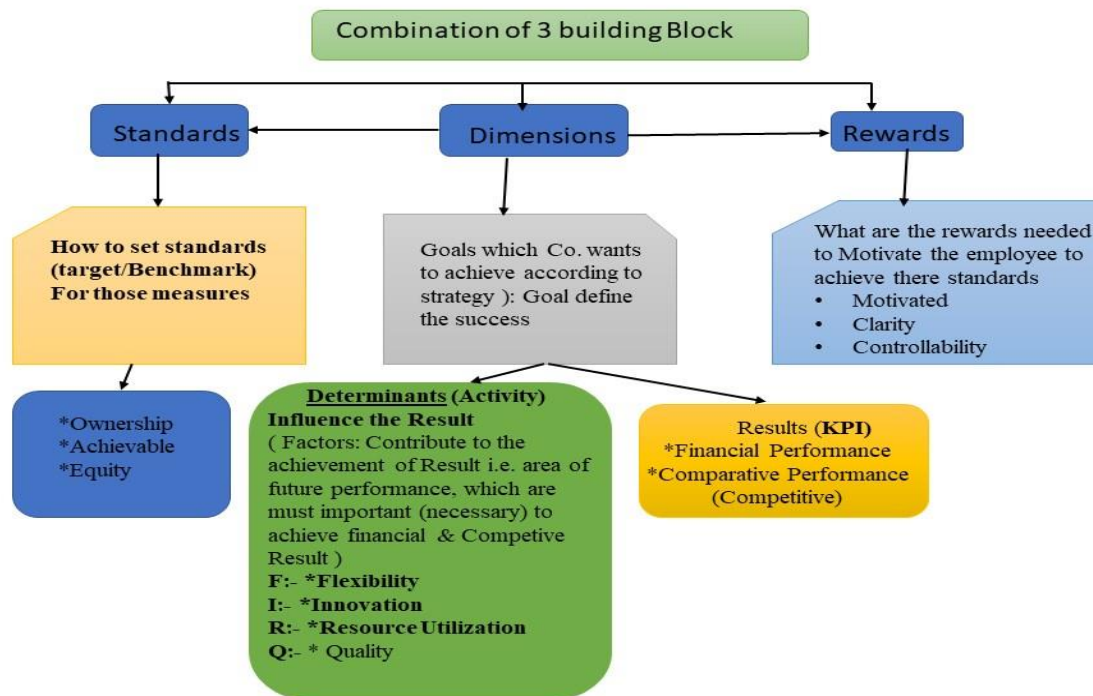 Combination of 3 building Block
Standards
Dimensions
Rewards
How to set standards
(target/Benchmark)
For those measures
Goals which Co. wants
to achieve according to
strategy ): Goal define
the success
What are the rewards needed
to Motivate the employee to
achieve there standards
• Motivated
• Clarity
• Controllability
*Ownership
*Achievable
*Equity
Determinants (Activity)
Influence the Result
( Factors: Contribute to the
achievement of Result i.e. area of
future performance, which are
must important (necessary) to
achieve financial & Competive
Result )
F:- *Flexibility
I:- *Innovation
R:- *Resource Utilization
Q:- * Quality
Results (KPI)
*Financial Performance
*Comparative Performance
(Competitive)